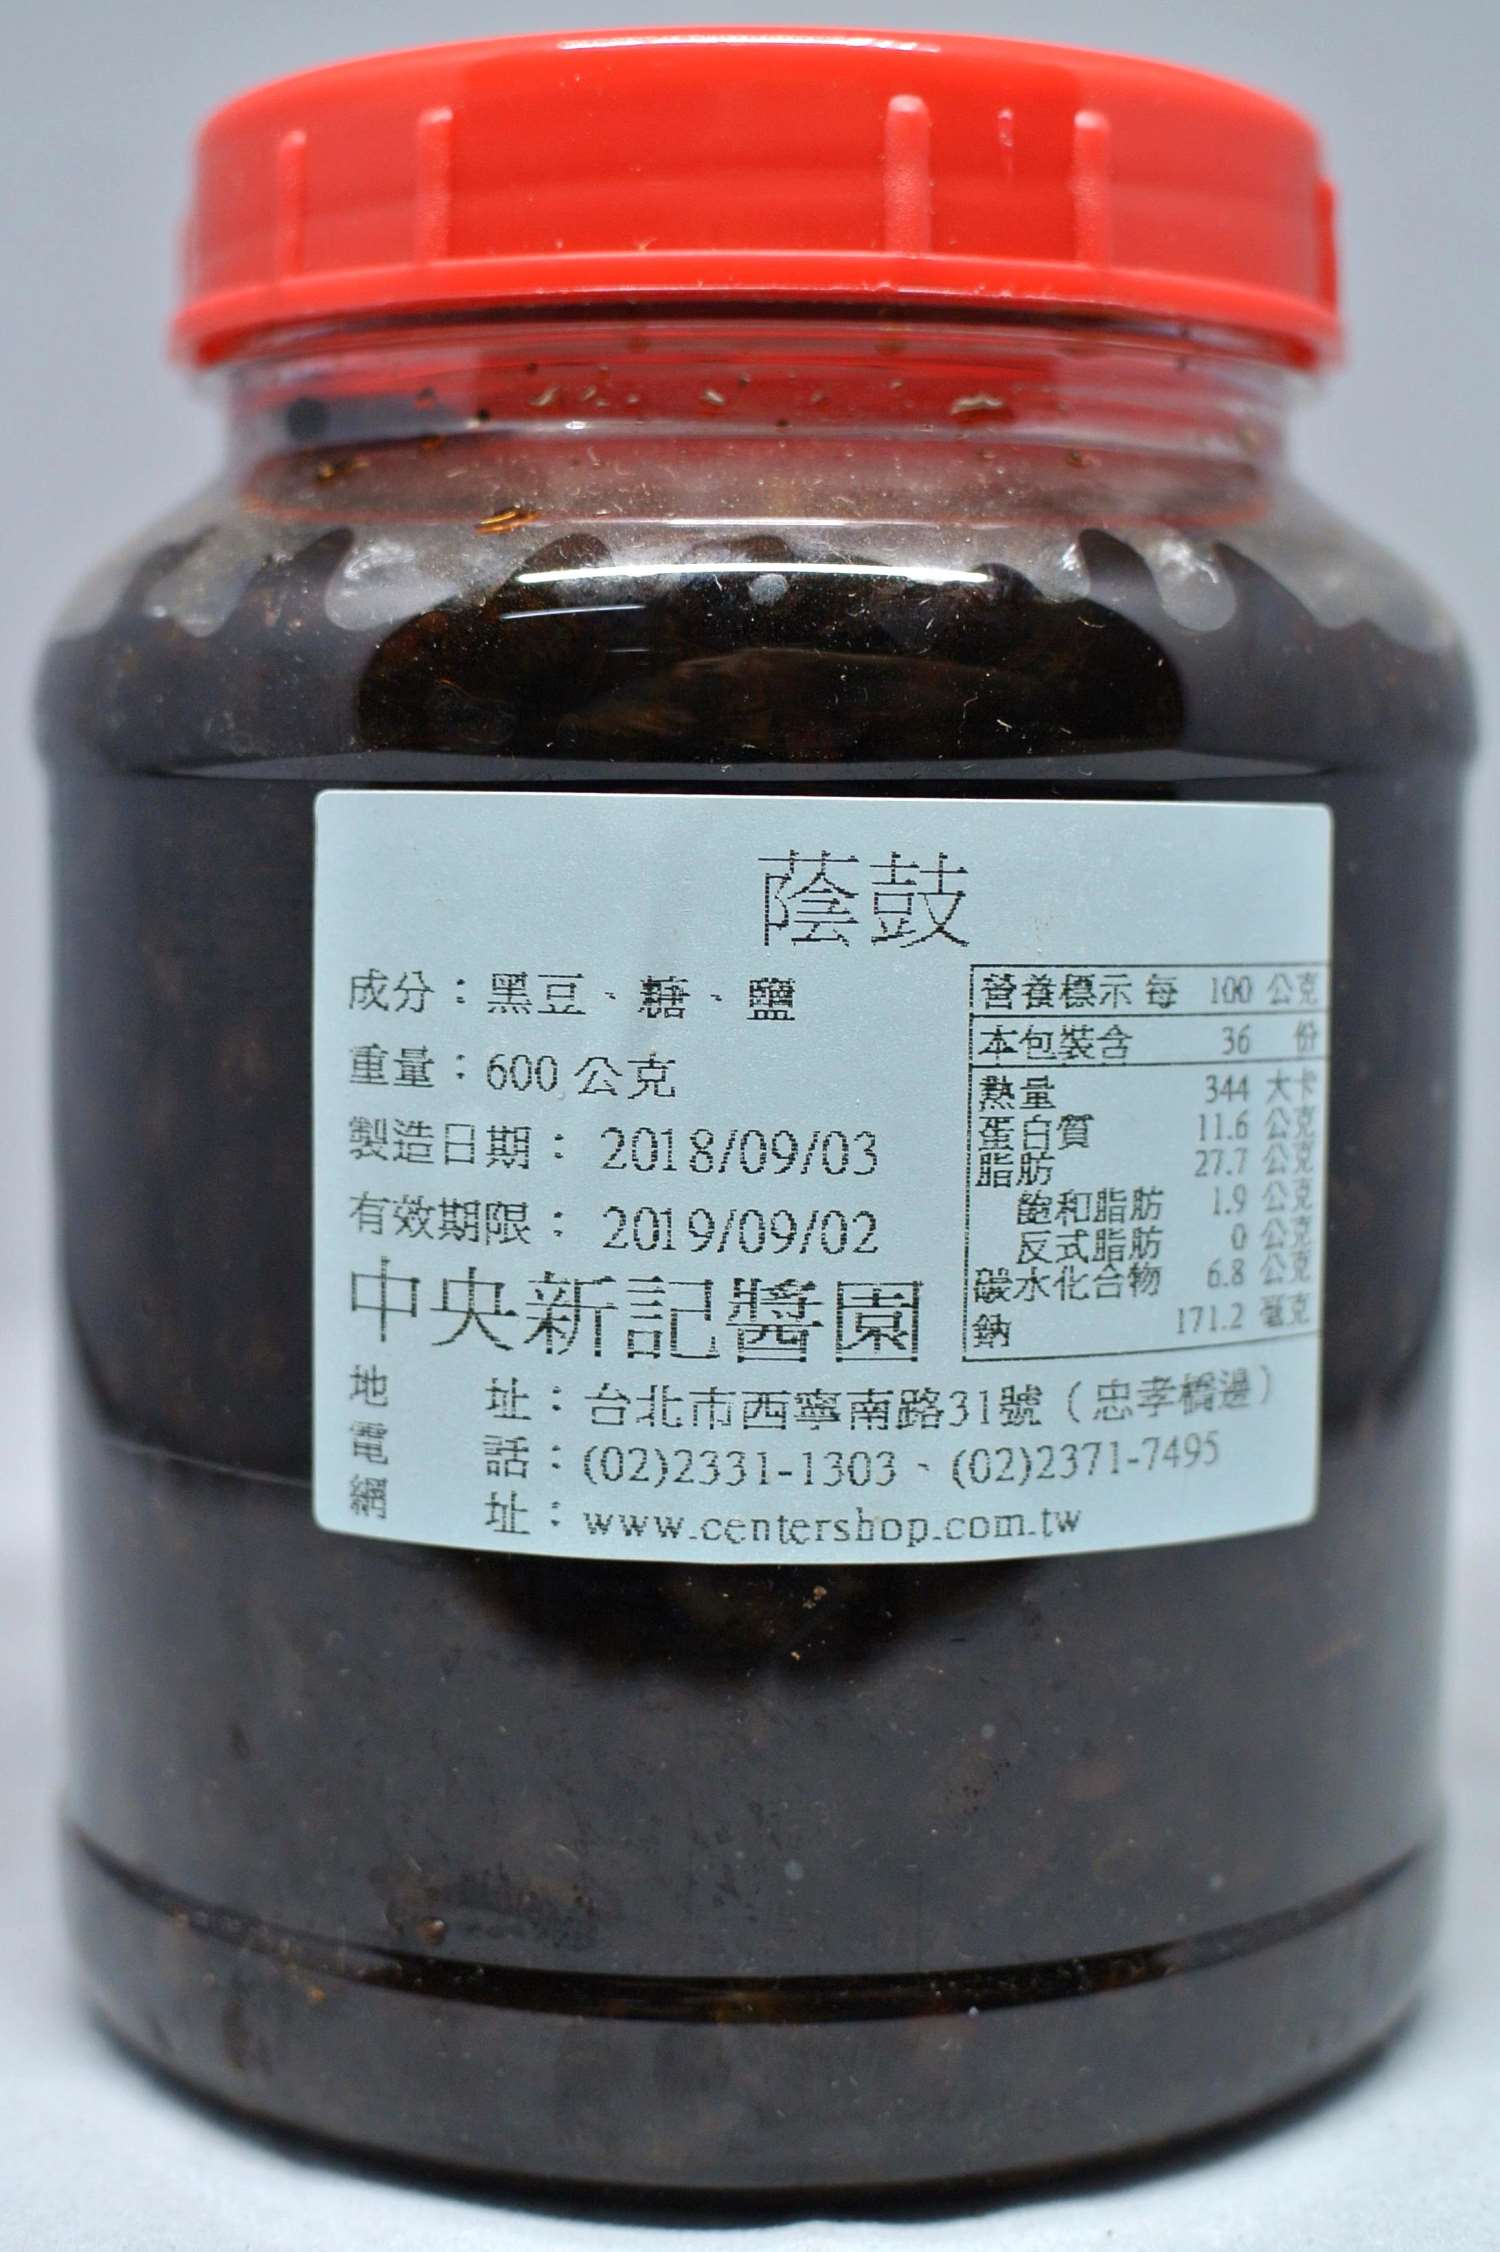 蔭鼓
成分：黑豆、糖、鹽
重量：600 公克
製造日期： 2018/09/03
有效期限： 2019/09/02
中央新記醬園
地 址：台北市西寧南路31號（忠孝橋邊）
電 話：(02)2331-1303、(02)2371-7495
網 址：www.centershop.com.tw
營養標示 每 100 公克
本包裝含 36 份
熱量 344 大卡
蛋白質 11.6 公克
脂肪 27.7 公克
飽和脂肪 1.9 公克
反式脂肪 0 公克
碳水化合物 6.8 公克
鈉 171.2 毫克